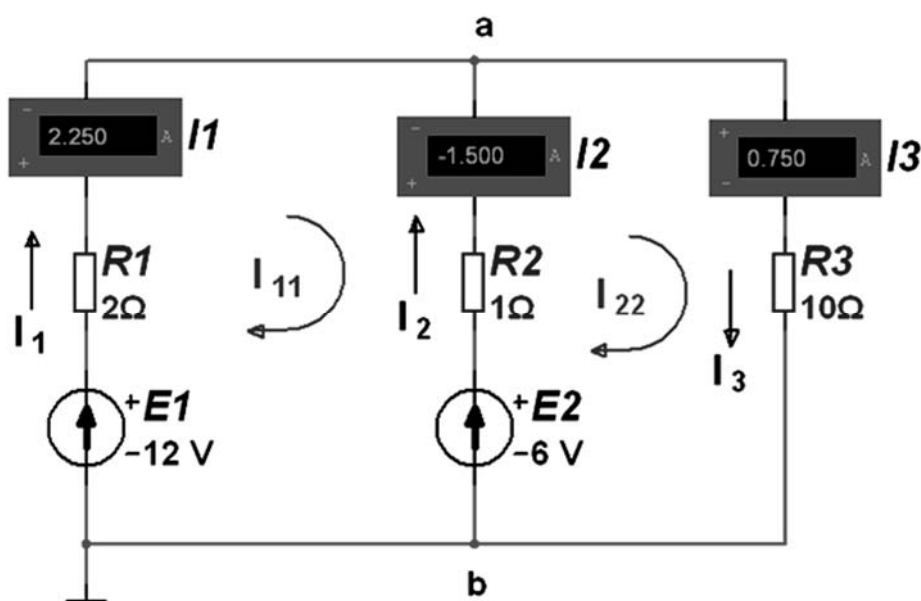 a
−
2.250 A
+
I1
−
-1.500 A
+
I2
+
0.750 A
−
I3
R1
2Ω
I₁
I₁₁
R2
1Ω
I₂
I₂₂
R3
10Ω
I₃
+
E1
−12 V
+
E2
−6 V
b